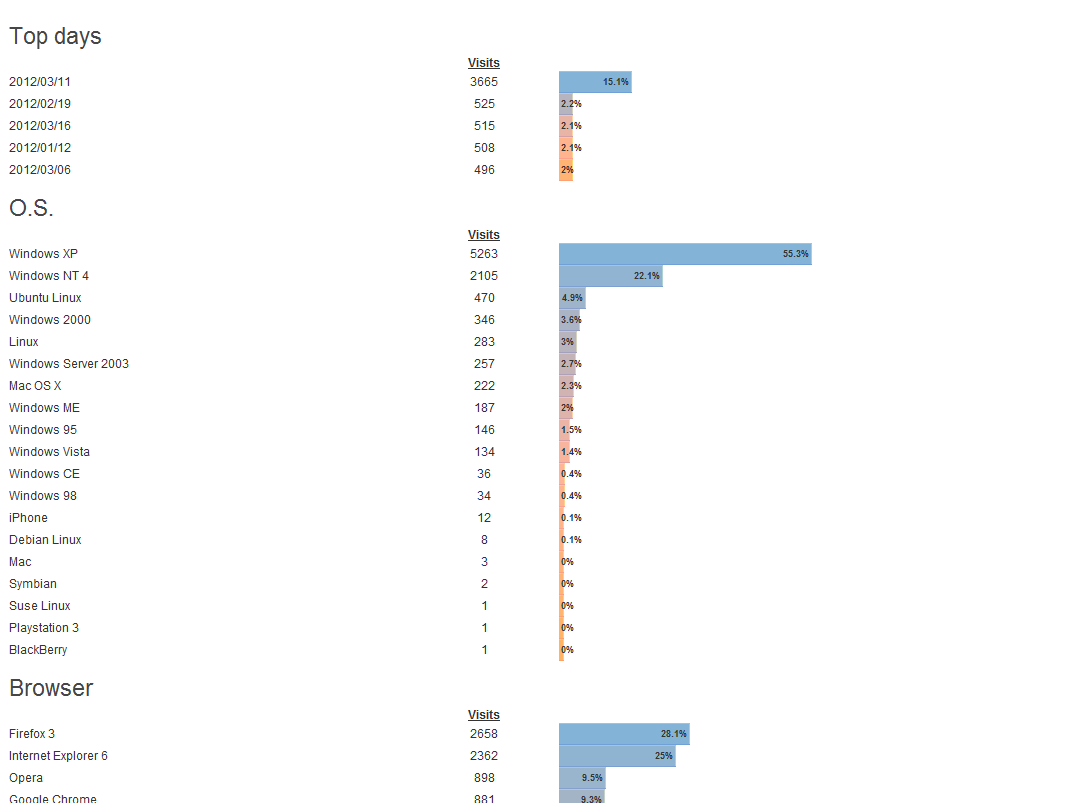 Top days
Visits
2012/03/11 3665 15.1%
2012/02/19 525 2.2%
2012/03/16 515 2.1%
2012/01/12 508 2.1%
2012/03/06 496 2%
O.S.
Visits
Windows XP 5263 55.3%
Windows NT 4 2105 22.1%
Ubuntu Linux 470 4.9%
Windows 2000 346 3.6%
Linux 283 3%
Windows Server 2003 257 2.7%
Mac OS X 222 2.3%
Windows ME 187 2%
Windows 95 146 1.5%
Windows Vista 134 1.4%
Windows CE 36 0.4%
Windows 98 34 0.4%
iPhone 12 0.1%
Debian Linux 8 0.1%
Mac 3 0%
Symbian 2 0%
Suse Linux 1 0%
Playstation 3 1 0%
BlackBerry 1 0%
Browser
Visits
Firefox 3 2658 28.1%
Internet Explorer 6 2362 25%
Opera 898 9.5%
Google Chrome 881 9.3%